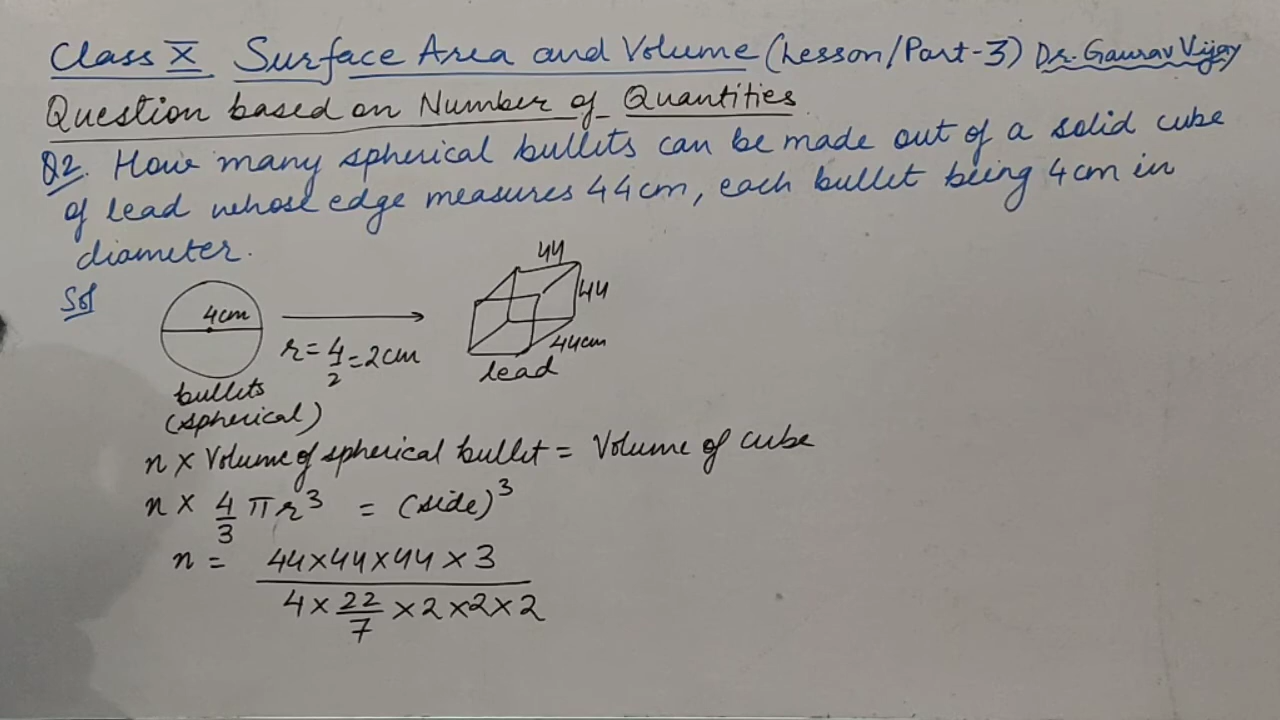 Class X Surface Area and Volume (Lesson/Part-3) Dr. Gaurav Vijay
Question based on Number of Quantities
Q2. How many spherical bullets can be made out of a solid cube
of lead whose edge measures 44cm, each bullet being 4cm in
diameter.
Sol
4cm
r = 4/2 = 2cm
bullets
(spherical)
44
44
44cm
lead
n × Volume of spherical bullet = Volume of cube
n × 4/3 πr³ = (side)³
n = 44×44×44×3
4 × 22/7 ×2×2×2